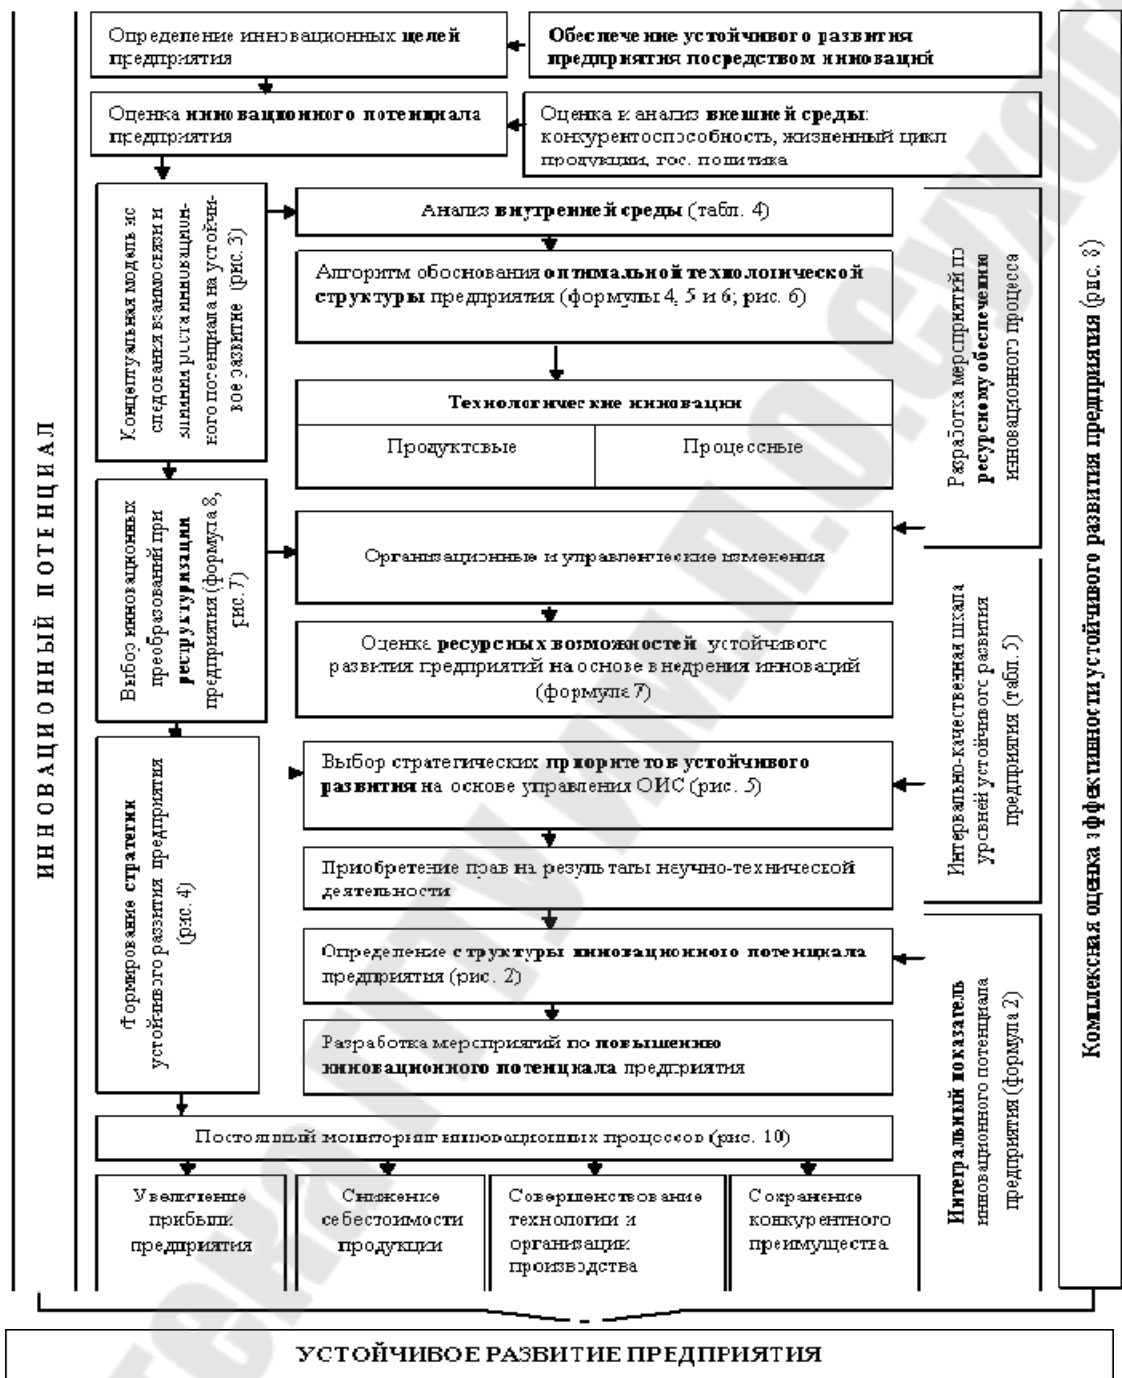 Определение инновационных целей
предприятия
Обеспечение устойчивого развития
предприятия посредством инноваций
Оценка инновационного потенциала
предприятия
Оценка и анализ внешней среды:
конкурентоспособность, жизненный цикл
продукции, гос. политика
ИННОВАЦИОННЫЙ ПОТЕНЦИАЛ
Концептуальная модель ис
следования взаимосвязи и
влияния роста инновацион-
ного потенциала на устойчи-
вое развитие (рис. 3)
Анализ внутренней среды (табл. 4)
Алгоритм обоснования оптимальной технологической
структуры предприятия (формулы 4, 5 и 6; рис. 6)
Технологические инновации
Продуктовые
Процессные
Разработка мероприятий по
ресурсному обеспечению
инновационного процесса
Выбор инновационных
преобразований при
реструктуризации
предприятия (формула 8,
рис. 7)
Организационные и управленческие изменения
Оценка ресурсных возможностей устойчивого
развития предприятий на основе внедрения инноваций
(формула 7)
Интервально-качественная шкала
уровней устойчивого развития
предприятия (табл. 5)
Формирование стратегии
устойчивого развития предприятия
(рис. 4)
Выбор стратегических приоритетов устойчивого
развития на основе управления ОИС (рис. 5)
Приобретение прав на результаты научно-технической
деятельности
Определение структуры инновационного потенциала
предприятия (рис. 2)
Разработка мероприятий по повышению
инновационного потенциала предприятия
Интегральный показатель
инновационного потенциала
предприятия (формула 2)
Комплексная оценка эффективности устойчивого развития предприятия (рис. 8)
Постоянный мониторинг инновационных процессов (рис. 10)
Увеличение
прибыли
предприятия
Снижение
себестоимости
продукции
Совершенствование
технологии и
организации
производства
Сохранение
конкурентного
преимущества
УСТОЙЧИВОЕ РАЗВИТИЕ ПРЕДПРИЯТИЯ